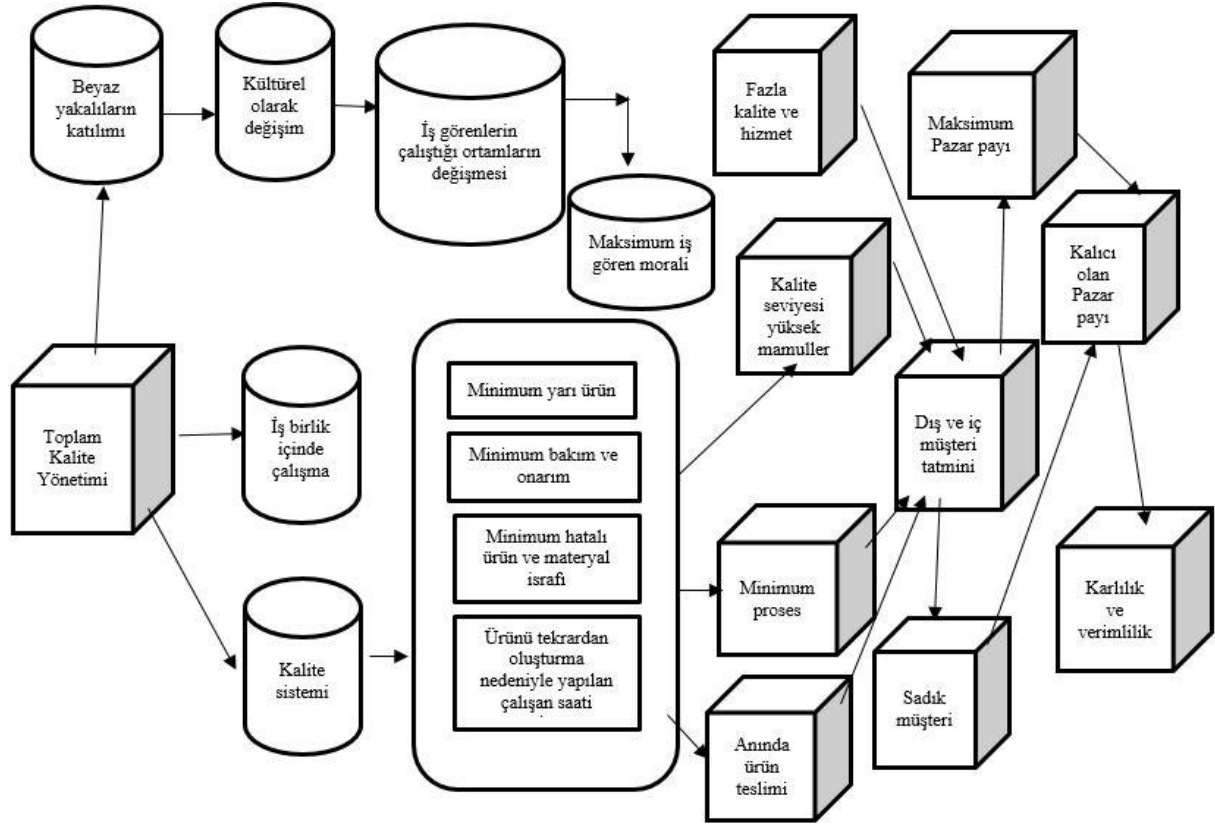 Beyaz
yakalıların
katılımı
Kültürel
olarak
değişim
İş görenlerin
çalıştığı ortamların
değişmesi
Maksimum iş
gören morali
Fazla
kalite ve
hizmet
Maksimum
Pazar payı
Kalite
seviyesi
yüksek
mamuller
Kalıcı
olan
Pazar
payı
Toplam
Kalite
Yönetimi
İş birlik
içinde
çalışma
Kalite
sistemi
Minimum yarı ürün
Minimum bakım ve
onarım
Minimum hatalı
ürün ve materyal
israfı
Ürünü tekrardan
oluşturma
nedeniyle yapılan
çalışan saati
Minimum
proses
Anında
ürün
teslimi
Dış ve iç
müşteri
tatmini
Sadık
müşteri
Karlılık
ve
verimlilik